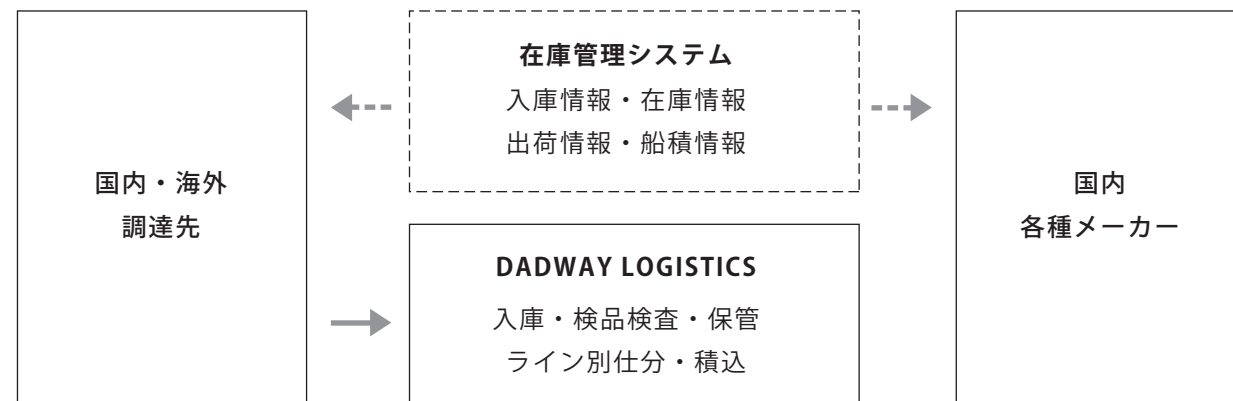 国内・海外
調達先
在庫管理システム
入庫情報・在庫情報
出荷情報・船積情報
DADWAY LOGISTICS
入庫・検品検査・保管
ライン別仕分・積込
国内
各種メーカー